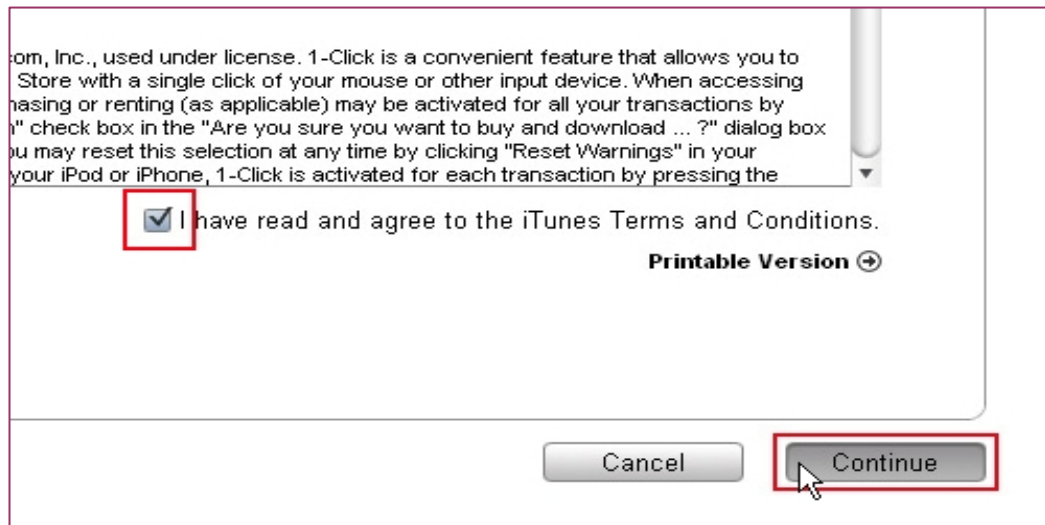 com, Inc., used under license. 1-Click is a convenient feature that allows you to
Store with a single click of your mouse or other input device. When accessing
hasing or renting (as applicable) may be activated for all your transactions by
" check box in the "Are you sure you want to buy and download ... ?" dialog box
ou may reset this selection at any time by clicking "Reset Warnings" in your
your iPod or iPhone, 1-Click is activated for each transaction by pressing the
I have read and agree to the iTunes Terms and Conditions.
Printable Version
Cancel
Continue